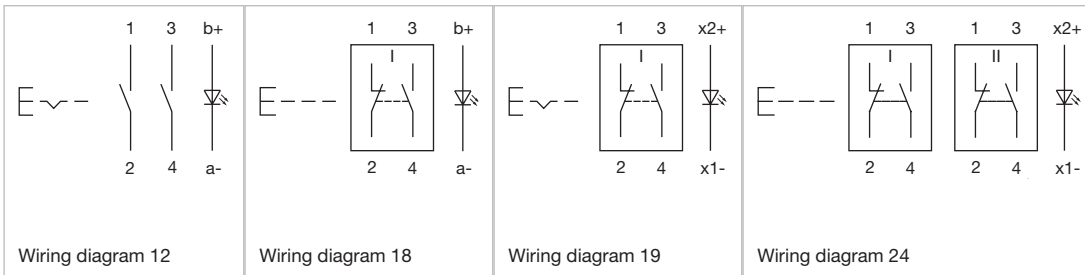 1 3 b+
2 4 a-
Wiring diagram 12
1 3 b+
I
2 4 a-
Wiring diagram 18
1 3 x2+
I
2 4 x1-
Wiring diagram 19
1 3 1 3 x2+
I II
2 4 2 4 x1-
Wiring diagram 24